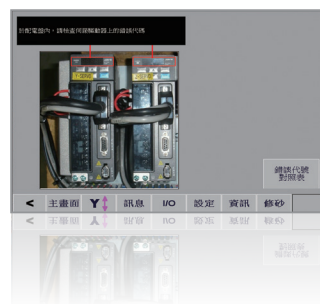 於配電盤內，請檢查伺服驅動器上的錯誤代碼
錯誤代號
對照表
< 主畫面 Y 訊息 I/O 設定 資訊 修砂